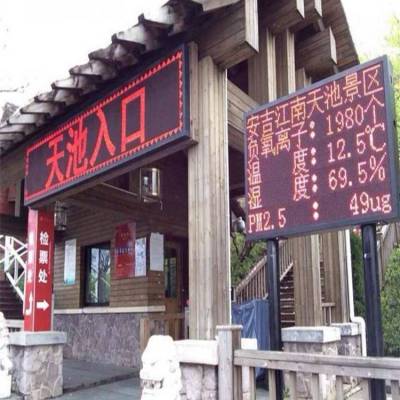 天池入口
检票处
安吉江南天池景区
负氧离子：1980个
温度：12.5℃
湿度：69.5%
PM2.5：49ug